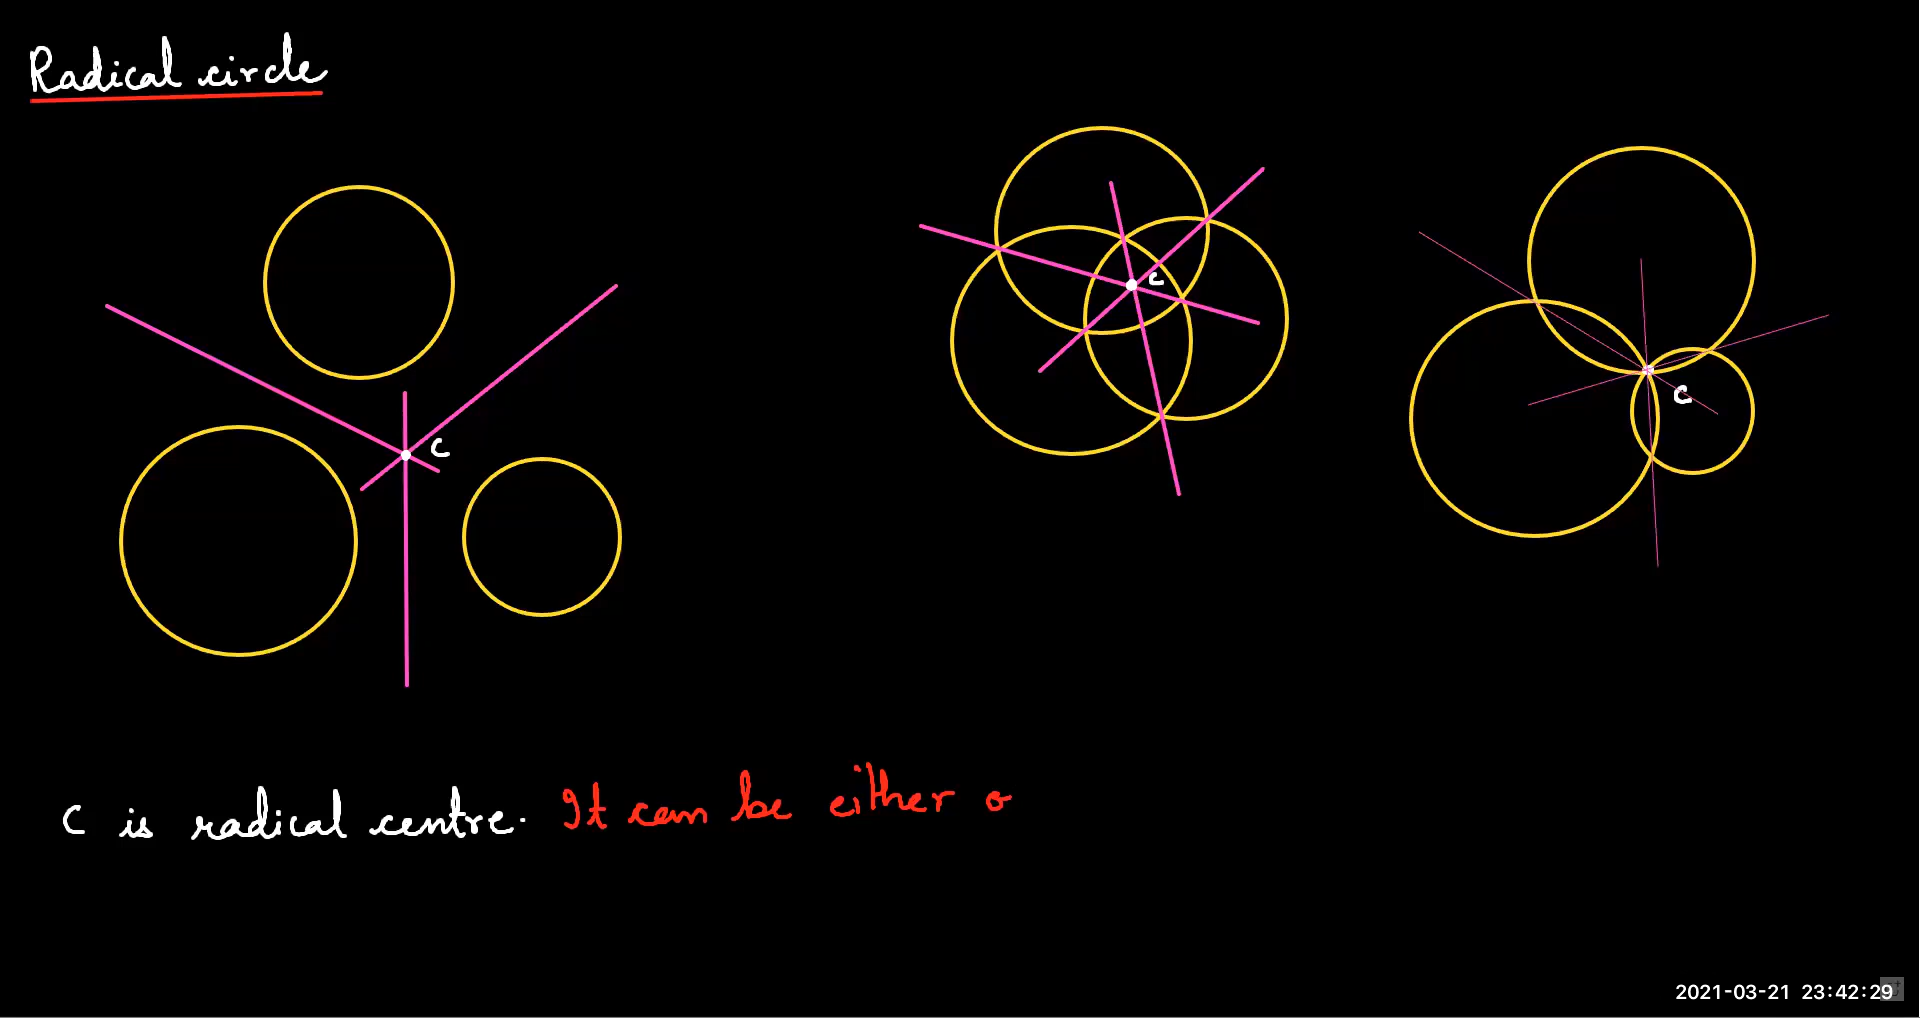 Radical circle
C
C
C
C is radical centre. It can be either o
2021-03-21 23:42:29